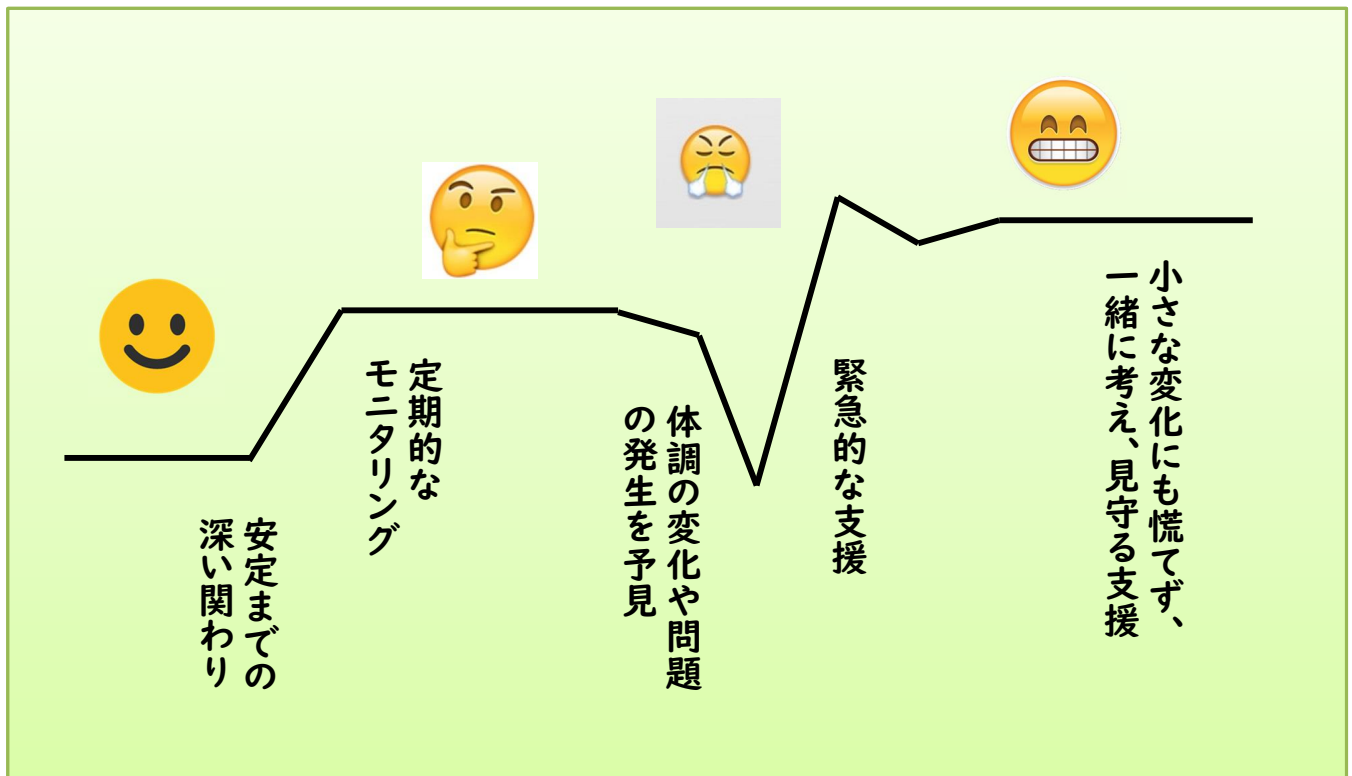 安定までの
深い関わり
定期的な
モニタリング
体調の変化や問題
の発生を予見
緊急的な支援
小さな変化にも慌てず、
一緒に考え、見守る支援